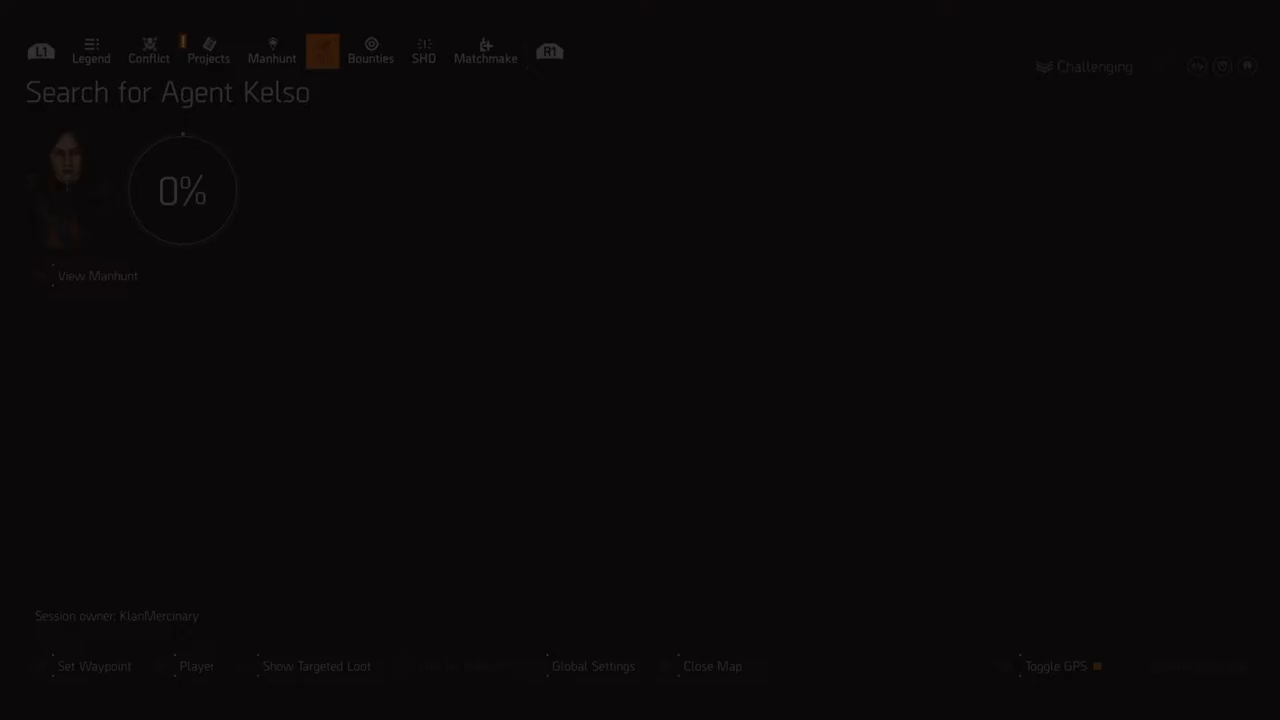 L1 Legend Conflict Projects Manhunt Bounties SHD Matchmake R1
Search for Agent Kelso
Challenging
0%
View Manhunt
Session owner: KlanMercinary
Set Waypoint Player Show Targeted Loot Global Settings Close Map Toggle GPS